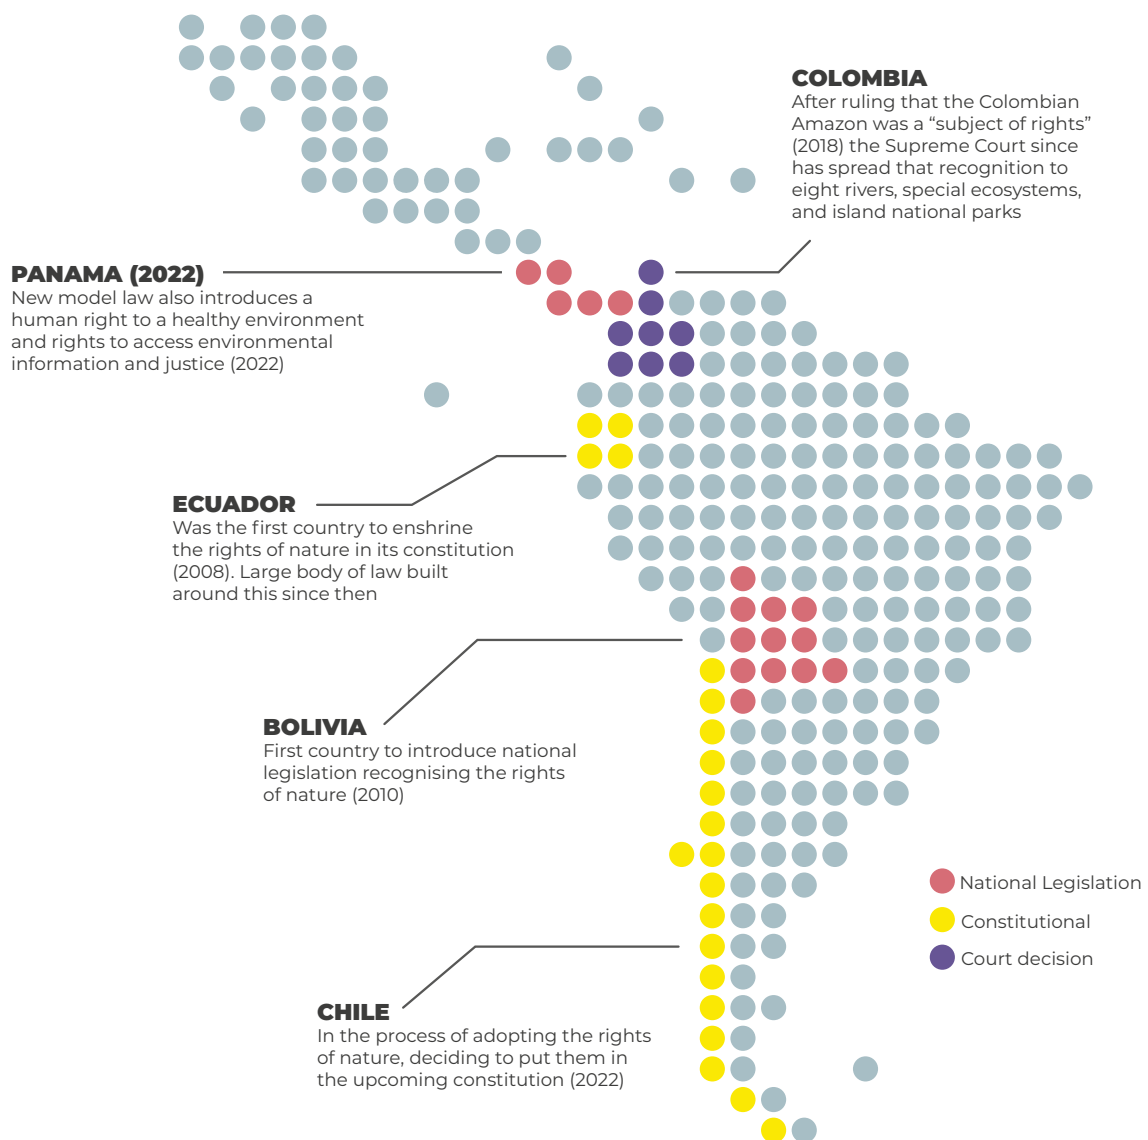 COLOMBIA
After ruling that the Colombian
Amazon was a “subject of rights”
(2018) the Supreme Court since
has spread that recognition to
eight rivers, special ecosystems,
and island national parks
PANAMA (2022)
New model law also introduces a
human right to a healthy environment
and rights to access environmental
information and justice (2022)
ECUADOR
Was the first country to enshrine
the rights of nature in its constitution
(2008). Large body of law built
around this since then
BOLIVIA
First country to introduce national
legislation recognising the rights
of nature (2010)
National Legislation
Constitutional
Court decision
CHILE
In the process of adopting the rights
of nature, deciding to put them in
the upcoming constitution (2022)